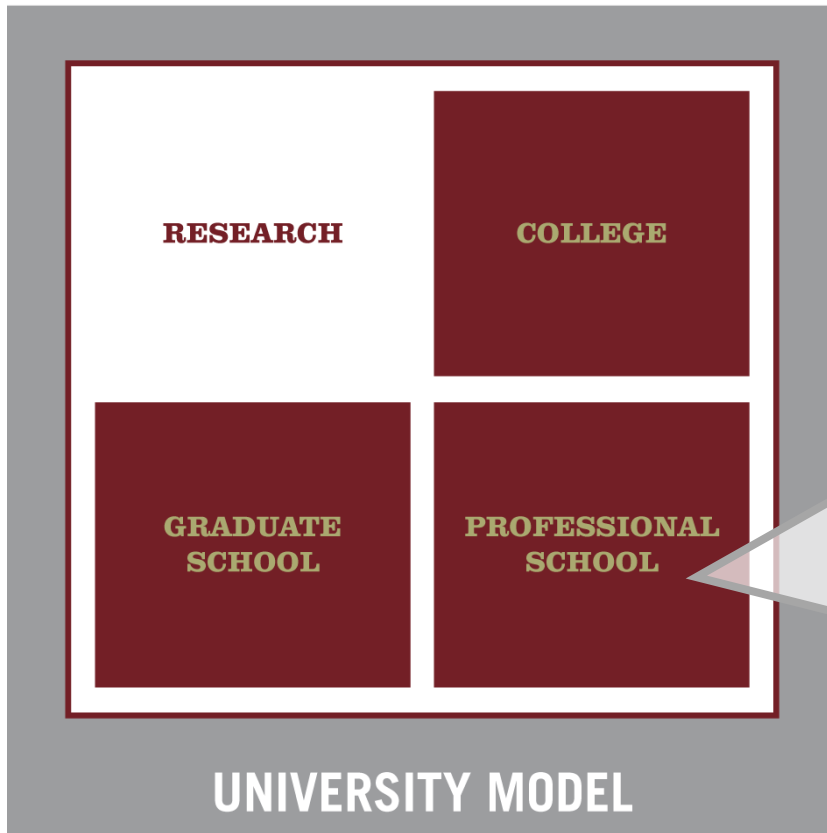 RESEARCH
COLLEGE
GRADUATE
SCHOOL
PROFESSIONAL
SCHOOL
UNIVERSITY MODEL